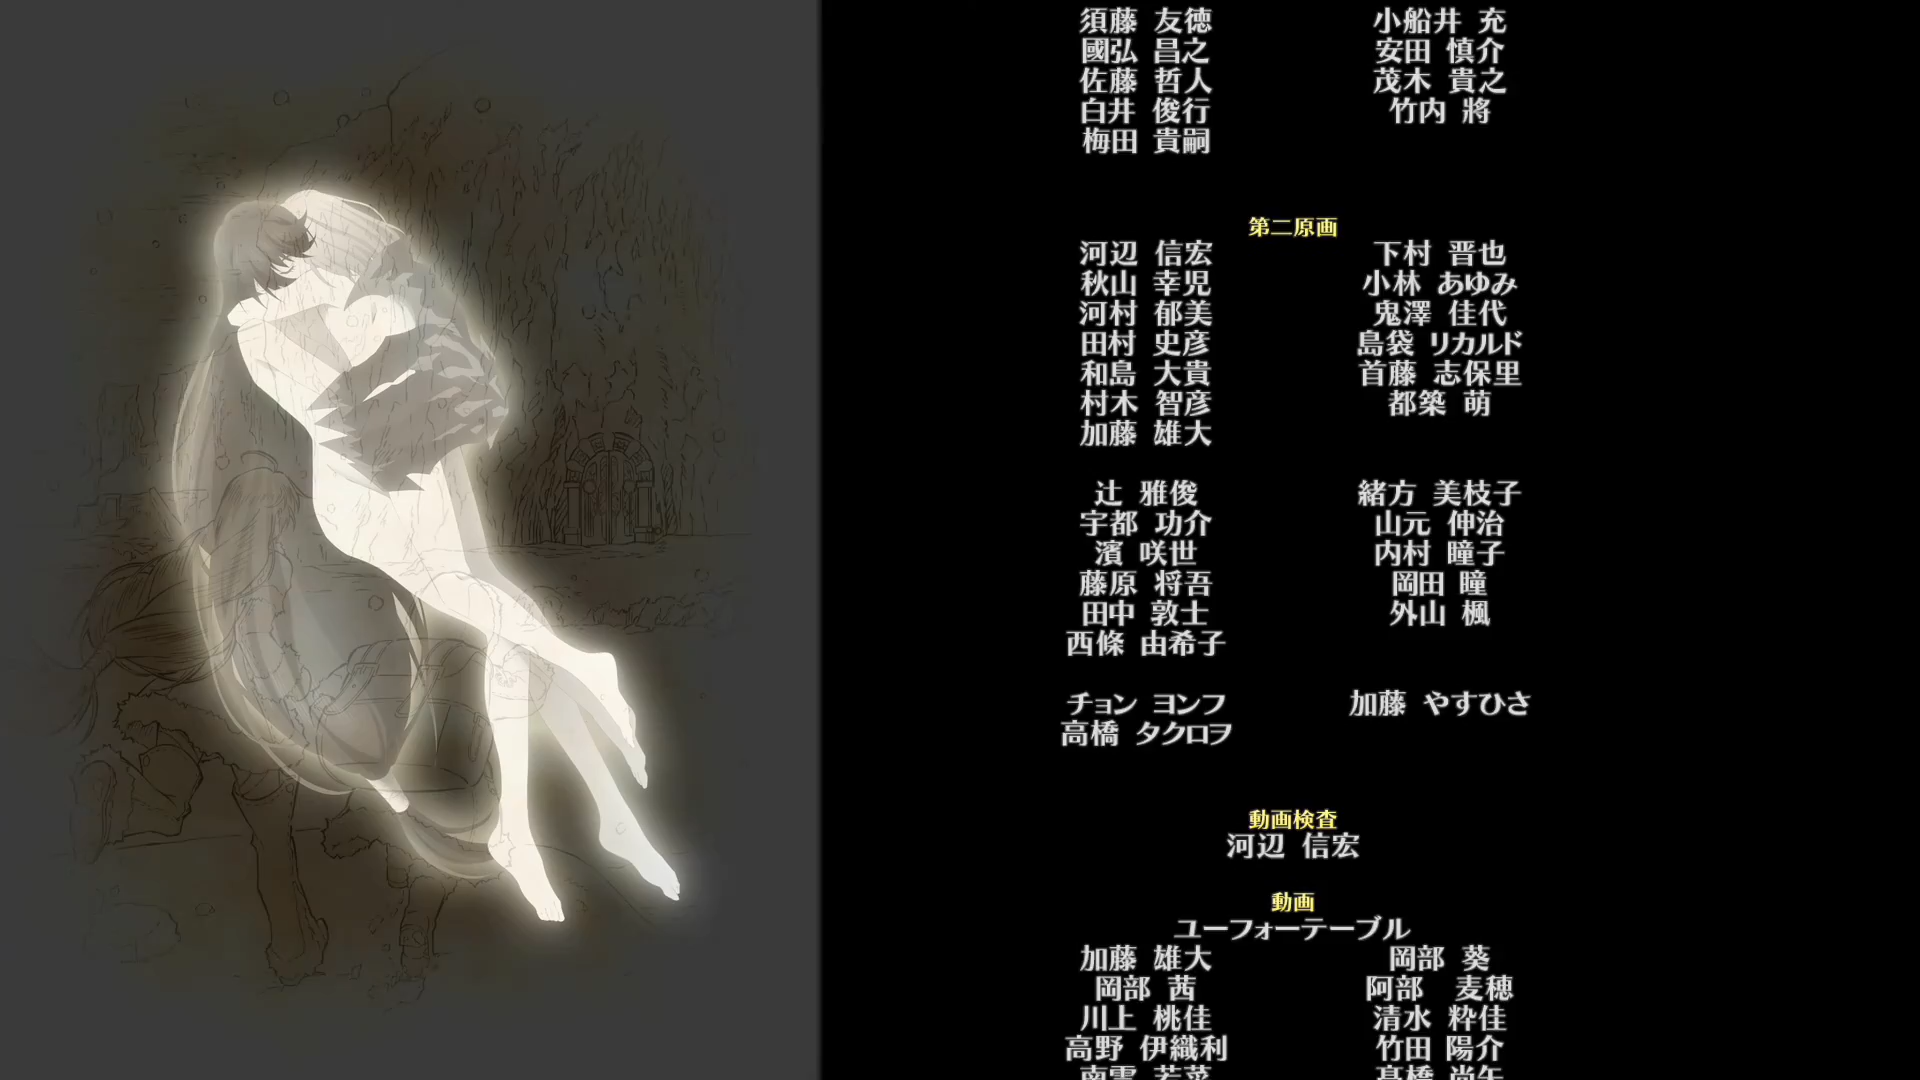 須藤 友徳 小船井 充
國弘 昌之 安田 慎介
佐藤 哲人 茂木 貴之
白井 俊行 竹内 將
梅田 貴嗣
第二原画
河辺 信宏 下村 晋也
秋山 幸児 小林 あゆみ
河村 郁美 鬼澤 佳代
田村 史彦 島袋 リカルド
和島 大貴 首藤 志保里
村木 智彦 都築 萌
加藤 雄大
辻 雅俊 緒方 美枝子
宇都 功介 山元 伸治
濱 咲世 内村 瞳子
藤原 将吾 岡田 瞳
田中 敦士 外山 楓
西條 由希子
チョン ヨンフ 加藤 やすひさ
高橋 タクロヲ
動画検査
河辺 信宏
動画
ユーフォーテーブル
加藤 雄大 岡部 葵
岡部 茜 阿部 麦穂
川上 桃佳 清水 粋佳
高野 伊織利 竹田 陽介